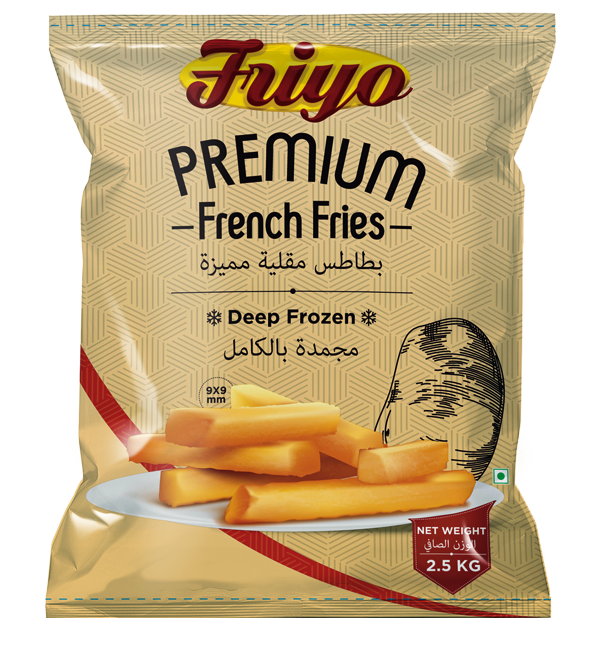 Friyo
PREMIUM
French Fries
بطاطس مقلية مميزة
Deep Frozen
مجمدة بالكامل
9X9
mm
NET WEIGHT
الوزن الصافي
2.5 KG